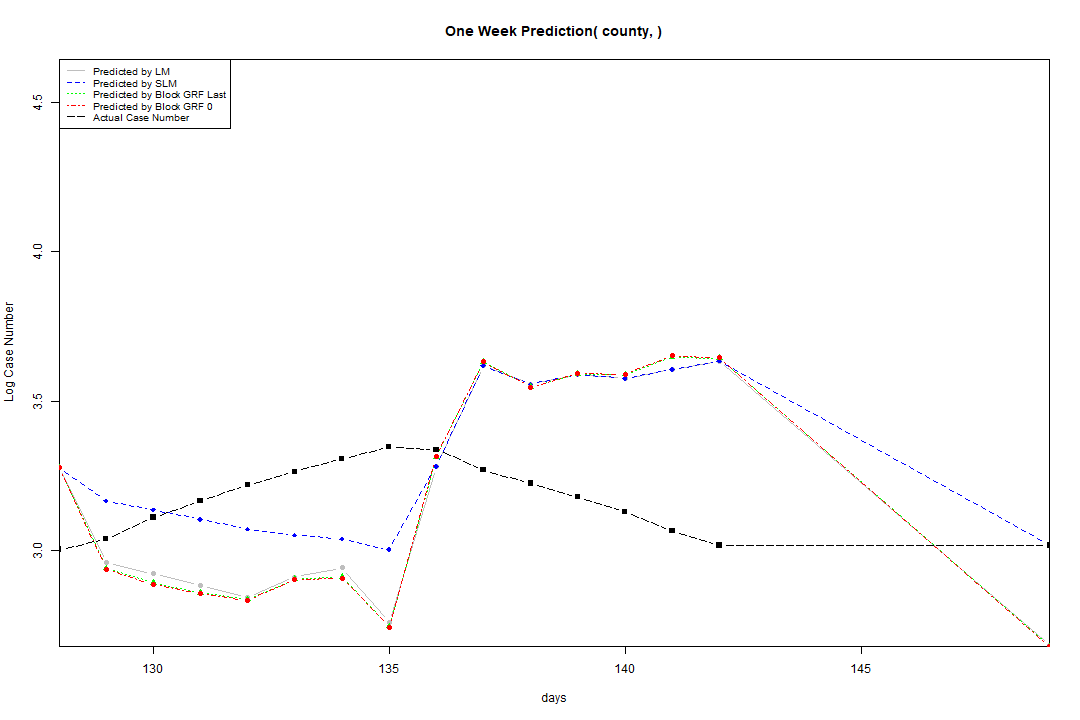 One Week Prediction( county, )
Predicted by LM
Predicted by SLM
Predicted by Block GRF Last
Predicted by Block GRF 0
Actual Case Number
4.5
4.0
3.5
3.0
Log Case Number
130
135
140
145
days